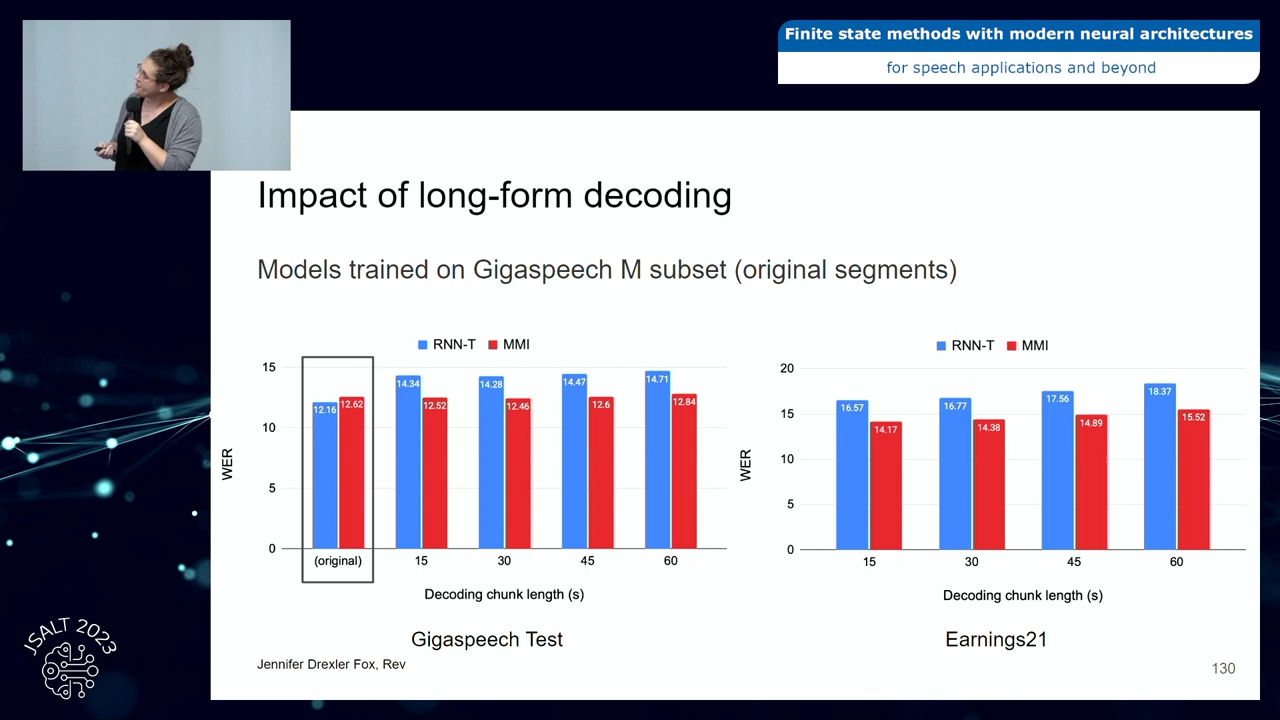 Finite state methods with modern neural architectures
for speech applications and beyond
Impact of long-form decoding
Models trained on Gigaspeech M subset (original segments)
RNN-T MMI
15
10
5
0
WER
12.16 12.62 14.34 12.52 14.28 12.46 14.47 12.6 14.71 12.84
(original) 15 30 45 60
Decoding chunk length (s)
Gigaspeech Test
RNN-T MMI
20
15
10
5
0
WER
16.57 14.17 16.77 14.38 17.56 14.89 18.37 15.52
15 30 45 60
Decoding chunk length (s)
Earnings21
Jennifer Drexler Fox, Rev
130
JSALT 2023